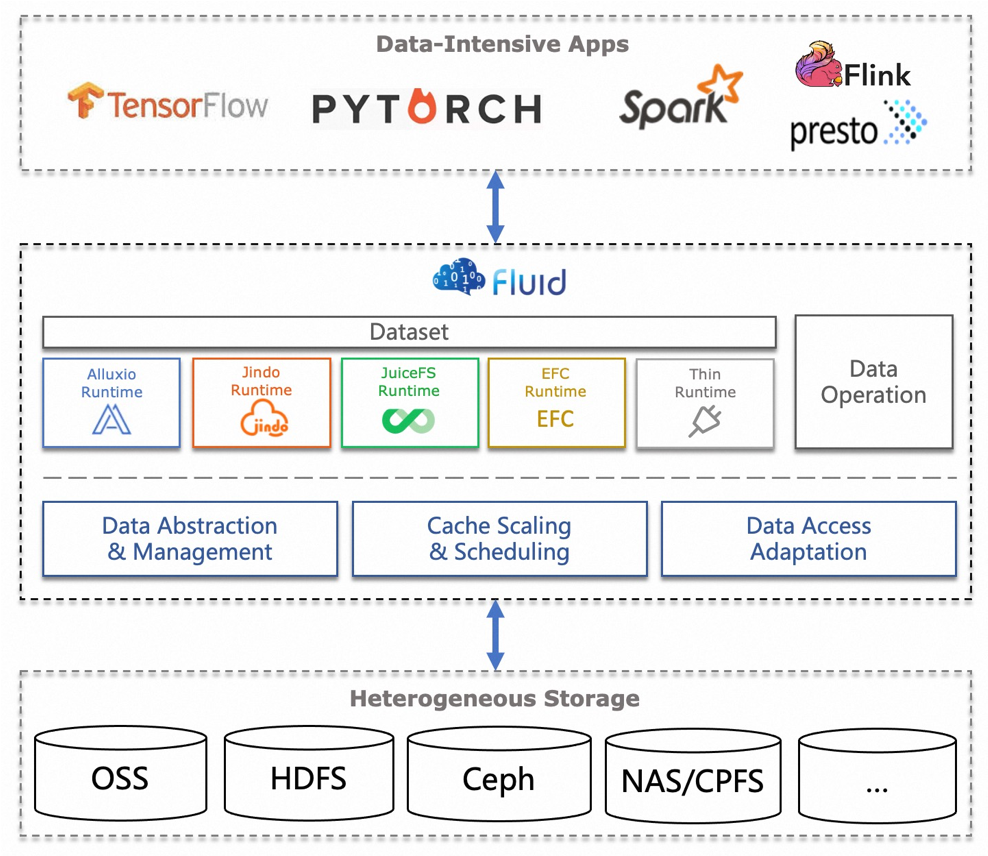 Data-Intensive Apps
TensorFlow
PYTORCH
Spark
Flink
presto
Fluid
Dataset
Alluxio
Runtime
Jindo
Runtime
jindo
JuiceFS
Runtime
EFC
Runtime
EFC
Thin
Runtime
Data
Operation
Data Abstraction
& Management
Cache Scaling
& Scheduling
Data Access
Adaptation
Heterogeneous Storage
OSS
HDFS
Ceph
NAS/CPFS
...